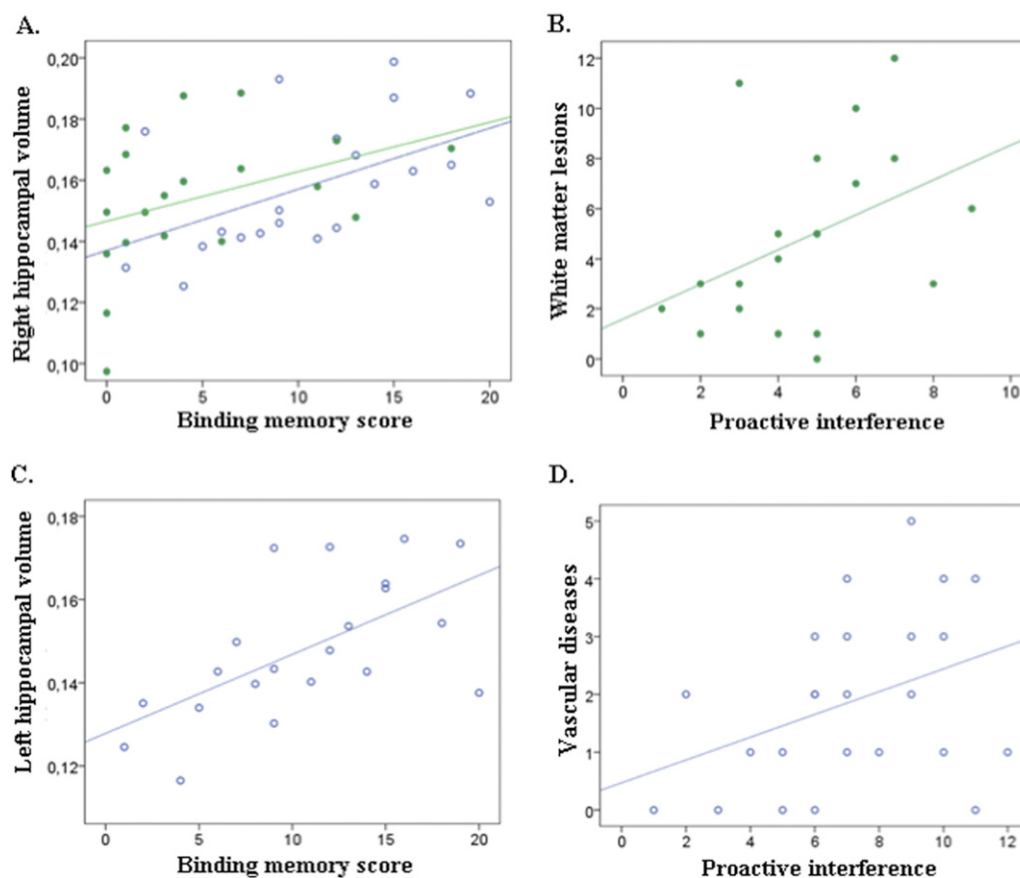 A.
Right hippocampal volume
0,20
0,18
0,16
0,14
0,12
0,10
0 5 10 15 20
Binding memory score
B.
White matter lesions
12
10
8
6
4
2
0
0 2 4 6 8 10
Proactive interference
C.
Left hippocampal volume
0,18
0,16
0,14
0,12
0 5 10 15 20
Binding memory score
D.
Vascular diseases
5
4
3
2
1
0
0 2 4 6 8 10 12
Proactive interference